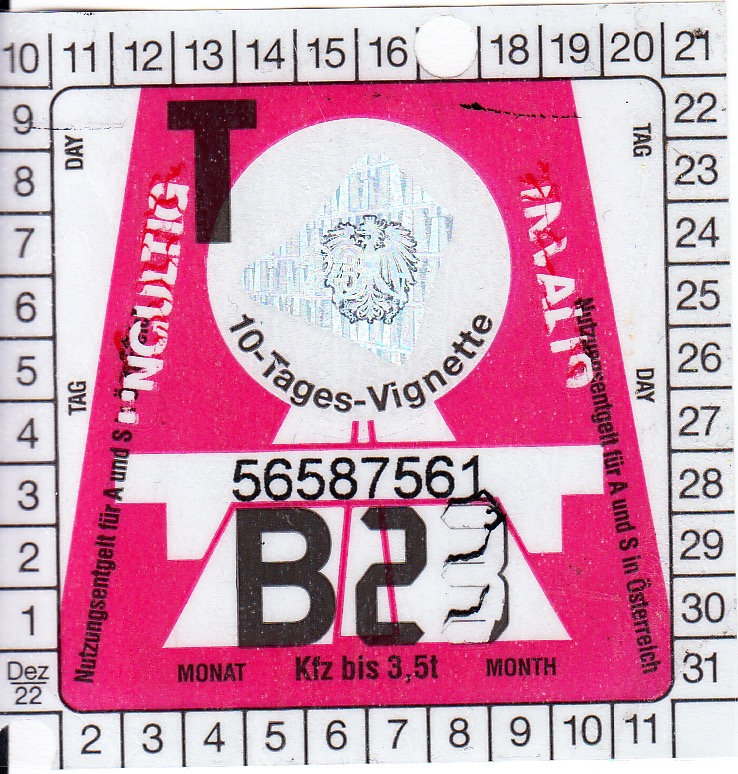 10 11 12 13 14 15 16 18 19 20 21
9 22
8 23
7 24
6 25
5 26
4 27
3 28
2 29
1 30
Dez
22
31
2 3 4 5 6 7 8 9 10 11
DAY
TAG
TAG
DAY
T
10-Tages-Vignette
56587561
B23
MONAT Kfz bis 3,5t MONTH
Nutzungsentgelt für A und S in
Nutzungsentgelt für A und S in Österreich